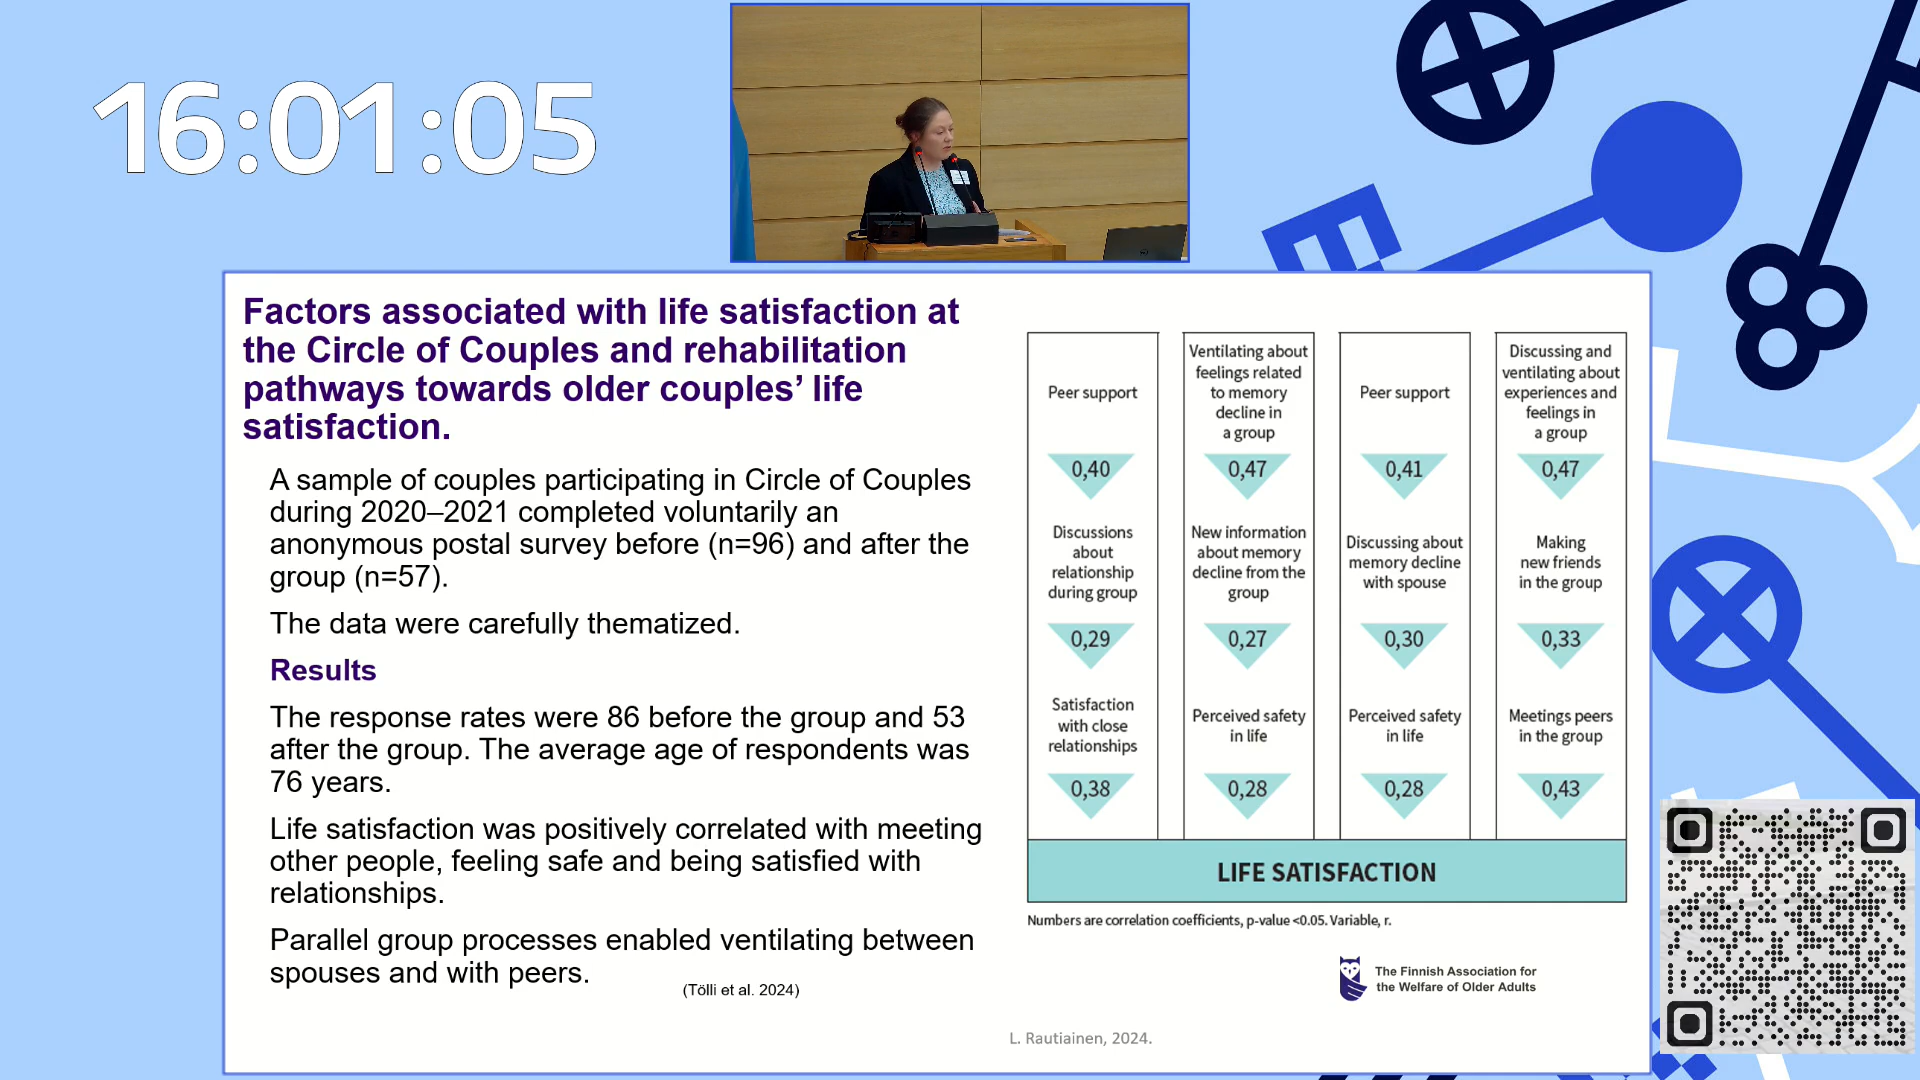 16:01:05
Factors associated with life satisfaction at
the Circle of Couples and rehabilitation
pathways towards older couples’ life
satisfaction.
A sample of couples participating in Circle of Couples
during 2020–2021 completed voluntarily an
anonymous postal survey before (n=96) and after the
group (n=57).
The data were carefully thematized.
Results
The response rates were 86 before the group and 53
after the group. The average age of respondents was
76 years.
Life satisfaction was positively correlated with meeting
other people, feeling safe and being satisfied with
relationships.
Parallel group processes enabled ventilating between
spouses and with peers.
(Tölli et al. 2024)
Peer support
0,40
Discussions
about
relationship
during group
0,29
Satisfaction
with close
relationships
0,38
Ventilating about
feelings related
to memory
decline in
a group
0,47
New information
about memory
decline from the
group
0,27
Perceived safety
in life
0,28
Peer support
0,41
Discussing about
memory decline
with spouse
0,30
Perceived safety
in life
0,28
Discussing and
ventilating about
experiences and
feelings in
a group
0,47
Making
new friends
in the group
0,33
Meetings peers
in the group
0,43
LIFE SATISFACTION
Numbers are correlation coefficients, p-value <0.05. Variable, r.
The Finnish Association for
the Welfare of Older Adults
L. Rautiainen, 2024.